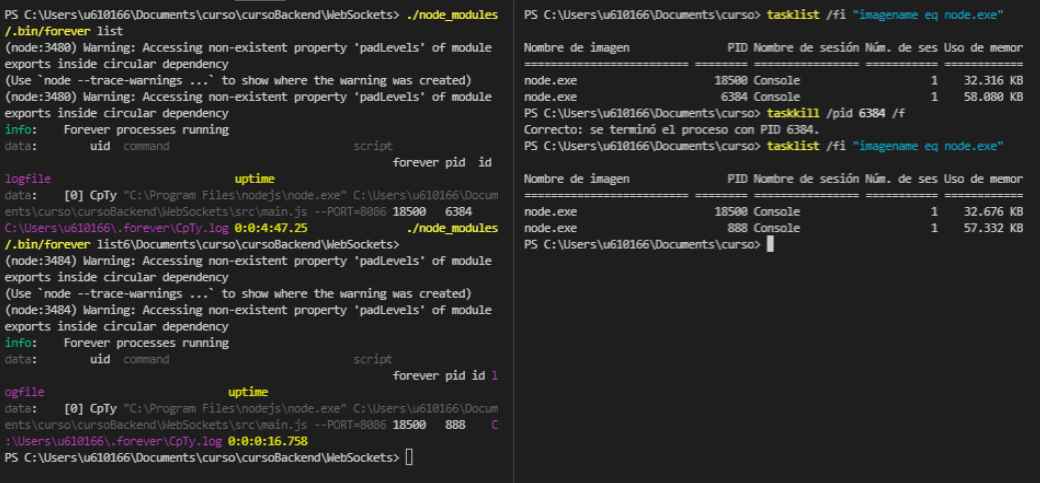 PS C:\Users\u610166\Documents\curso\cursoBackend\WebSockets> ./node_modules
/.bin/forever list
(node:3480) Warning: Accessing non-existent property 'padLevels' of module
exports inside circular dependency
(Use `node --trace-warnings ...` to show where the warning was created)
(node:3480) Warning: Accessing non-existent property 'padLevels' of module
exports inside circular dependency
info:    Forever processes running
data:        uid  command                         script
forever pid  id
logfile                          uptime
data:    [0] CpTy "C:\Program Files\nodejs\node.exe" C:\Users\u610166\Docum
ents\curso\cursoBackend\WebSockets\src\main.js --PORT=8086 18500   6384
C:\Users\u610166\.forever\CpTy.log 0:0:4:47.25               ./node_modules
/.bin/forever list6\Documents\curso\cursoBackend\WebSockets>
(node:3484) Warning: Accessing non-existent property 'padLevels' of module
exports inside circular dependency
(Use `node --trace-warnings ...` to show where the warning was created)
(node:3484) Warning: Accessing non-existent property 'padLevels' of module
exports inside circular dependency
info:    Forever processes running
data:        uid  command                         script
forever pid id l
ogfile                          uptime
data:    [0] CpTy "C:\Program Files\nodejs\node.exe" C:\Users\u610166\Docum
ents\curso\cursoBackend\WebSockets\src\main.js --PORT=8086 18500   888    C
:\Users\u610166\.forever\CpTy.log 0:0:0:16.758
PS C:\Users\u610166\Documents\curso\cursoBackend\WebSockets>
PS C:\Users\u610166\Documents\curso> tasklist /fi "imagename eq node.exe"
Nombre de imagen               PID Nombre de sesión Núm. de ses Uso de memor
========================= ======== ================ =========== ============
node.exe                     18500 Console                    1    32.316 KB
node.exe                      6384 Console                    1    58.080 KB
PS C:\Users\u610166\Documents\curso> taskkill /pid 6384 /f
Correcto: se terminó el proceso con PID 6384.
PS C:\Users\u610166\Documents\curso> tasklist /fi "imagename eq node.exe"
Nombre de imagen               PID Nombre de sesión Núm. de ses Uso de memor
========================= ======== ================ =========== ============
node.exe                     18500 Console                    1    32.676 KB
node.exe                       888 Console                    1    57.332 KB
PS C:\Users\u610166\Documents\curso>